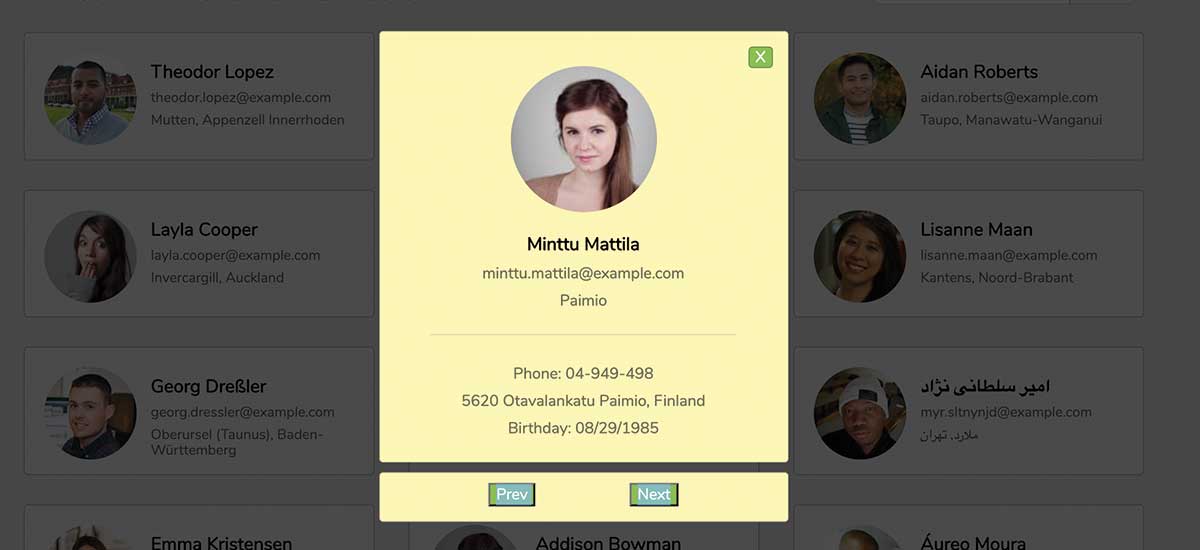 Theodor Lopez
theodor.lopez@example.com
Mutten, Appenzell Innerrhoden
X
Minttu Mattila
minttu.mattila@example.com
Paimio
Phone: 04-949-498
5620 Otavalankatu Paimio, Finland
Birthday: 08/29/1985
Prev
Next
Aidan Roberts
aidan.roberts@example.com
Taupo, Manawatu-Wanganui
Layla Cooper
layla.cooper@example.com
Invercargill, Auckland
Lisanne Maan
lisanne.maan@example.com
Kantens, Noord-Brabant
Georg Dreßler
georg.dressler@example.com
Oberursel (Taunus), Baden-
Württemberg
امیر سلطانی نژاد
myr.sltnynjd@example.com
ملارد, تهران
Emma Kristensen
Addison Bowman
Áureo Moura